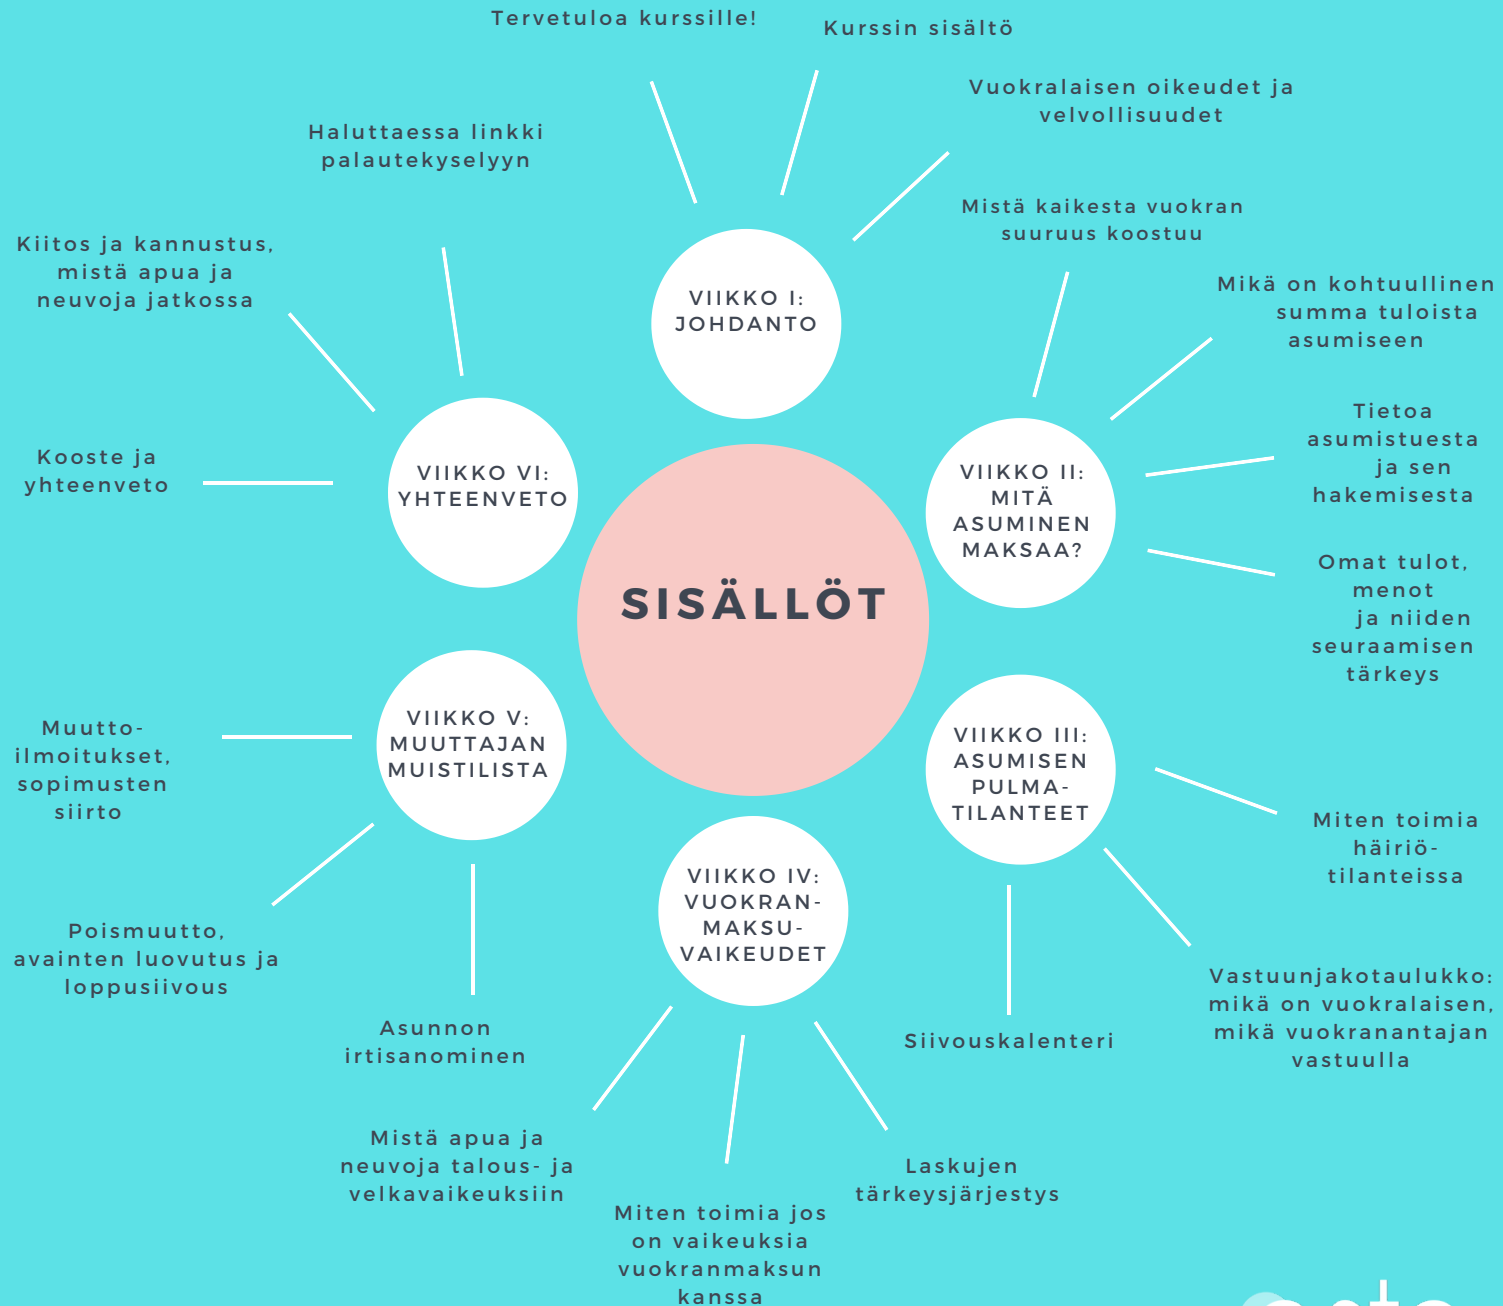 Tervetuloa kurssille!
Kurssin sisältö
Vuokralaisen oikeudet ja
velvollisuudet
Haluttaessa linkki
palautekyselyyn
Mistä kaikesta vuokran
suuruus koostuu
Kiitos ja kannustus,
mistä apua ja
neuvoja jatkossa
VIIKKO I:
JOHDANTO
Mikä on kohtuullinen
summa tuloista
asumiseen
Tietoa
asumistuesta
ja sen
hakemisesta
Kooste ja
yhteenveto
VIIKKO VI:
YHTEENVETO
VIIKKO II:
MITÄ
ASUMINEN
MAKSAA?
Omat tulot,
menot
ja niiden
seuraamisen
tärkeys
SISÄLLÖT
VIIKKO V:
MUUTTAJAN
MUISTILISTA
VIIKKO III:
ASUMISEN
PULMA-
TILANTEET
Muutto-
ilmoitukset,
sopimusten
siirto
Miten toimia
häiriö-
tilanteissa
VIIKKO IV:
VUOKRAN-
MAKSU-
VAIKEUDET
Poismuutto,
avainten luovutus ja
loppusiivous
Vastuunjakotaulukko:
mikä on vuokralaisen,
mikä vuokranantajan
vastuulla
Asunnon
irtisanominen
Siivouskalenteri
Mistä apua ja
neuvoja talous- ja
velkavaikeuksiin
Laskujen
tärkeysjärjestys
Miten toimia jos
on vaikeuksia
vuokranmaksun
kanssa